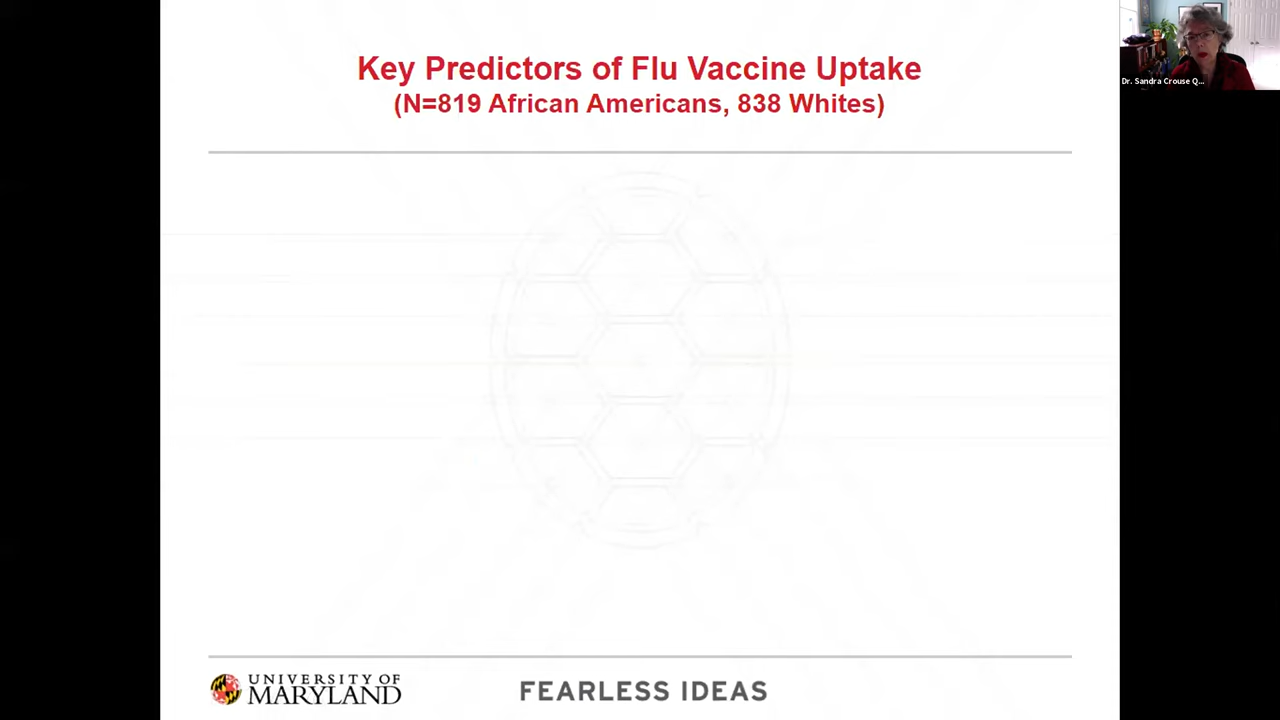 Key Predictors of Flu Vaccine Uptake
(N=819 African Americans, 838 Whites)
Dr. Sandra Crouse Q...
UNIVERSITY OF
MARYLAND
FEARLESS IDEAS